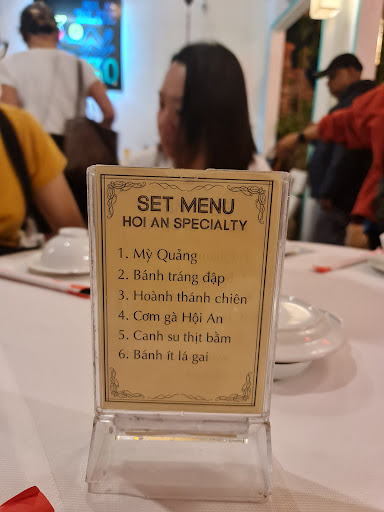 SET MENU
HOI AN SPECIALTY
1. Mỳ Quảng
2. Bánh tráng đập
3. Hoành thánh chiên
4. Cơm gà Hội An
5. Canh su thịt bằm
6. Bánh ít lá gai